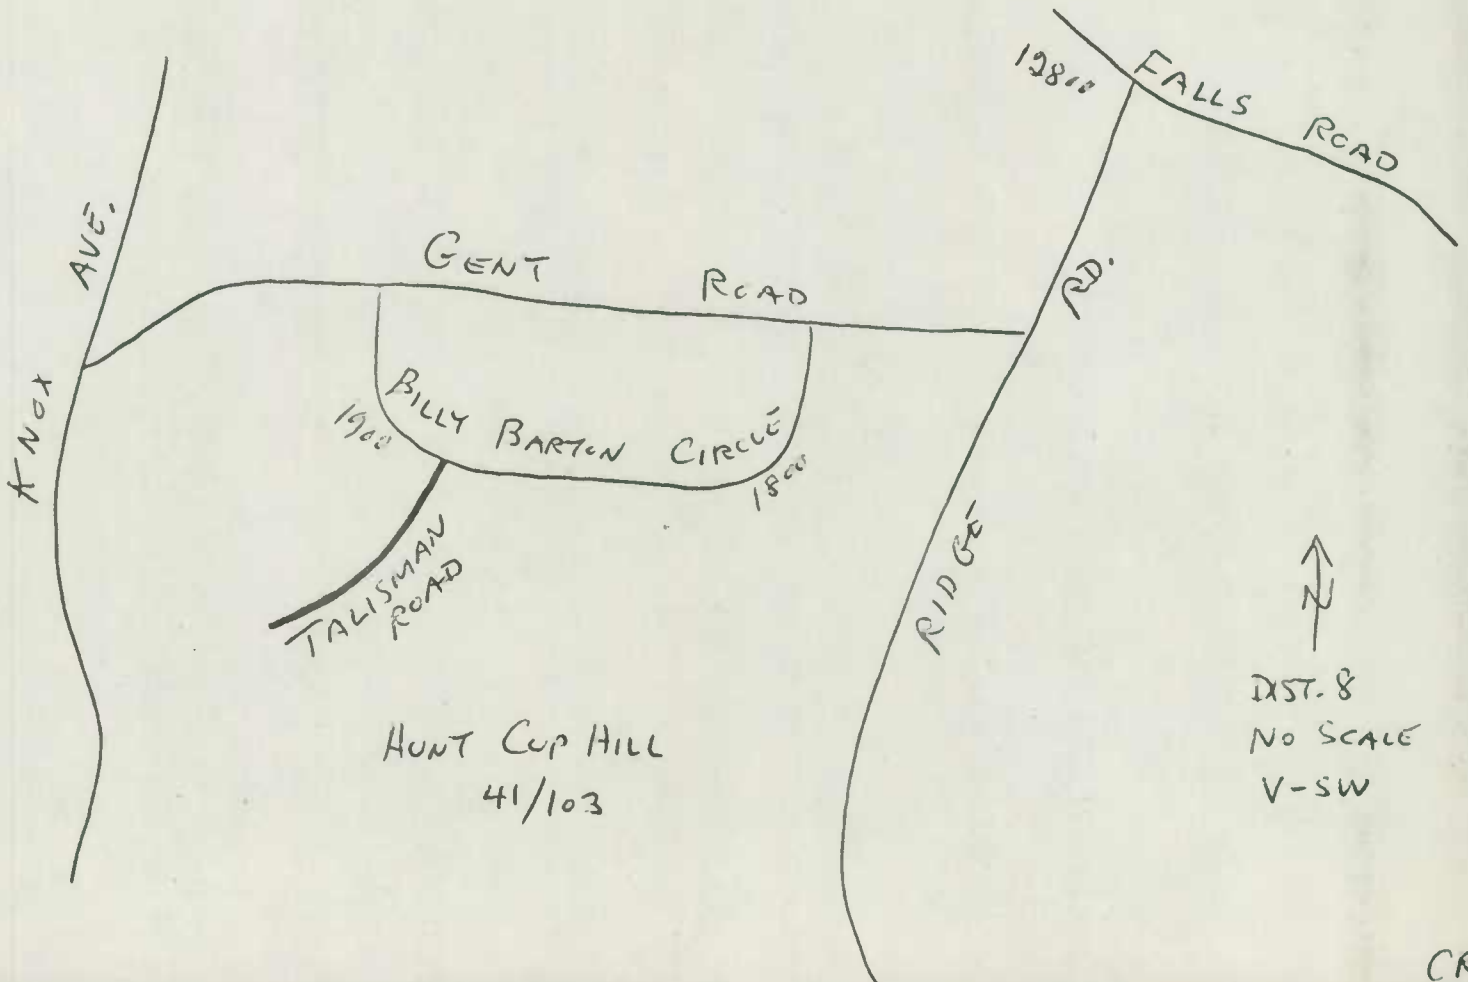 12800
FALLS ROAD
KNOX AVE.
GENT ROAD
RIDGE RD.
BILLY BARTON CIRCLE
1900
1800
TALISMAN
ROAD
HUNT CUP HILL
41/103
N
DIST. 8
NO SCALE
V-SW